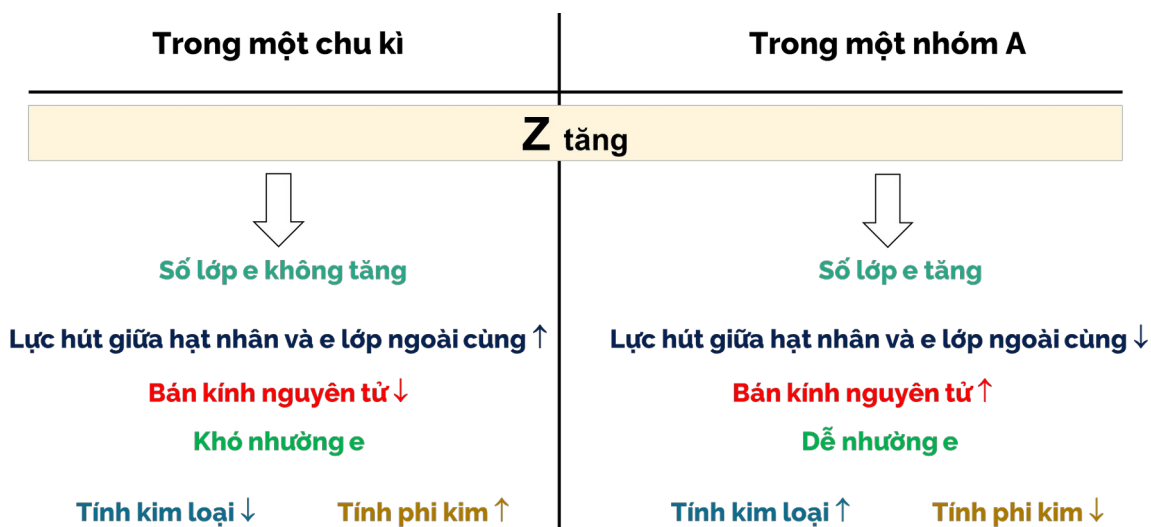 Trong một chu kì
Trong một nhóm A
Z tăng
Số lớp e không tăng
Lực hút giữa hạt nhân và e lớp ngoài cùng ↑
Bán kính nguyên tử ↓
Khó nhường e
Tính kim loại ↓ Tính phi kim ↑
Số lớp e tăng
Lực hút giữa hạt nhân và e lớp ngoài cùng ↓
Bán kính nguyên tử ↑
Dễ nhường e
Tính kim loại ↑ Tính phi kim ↓